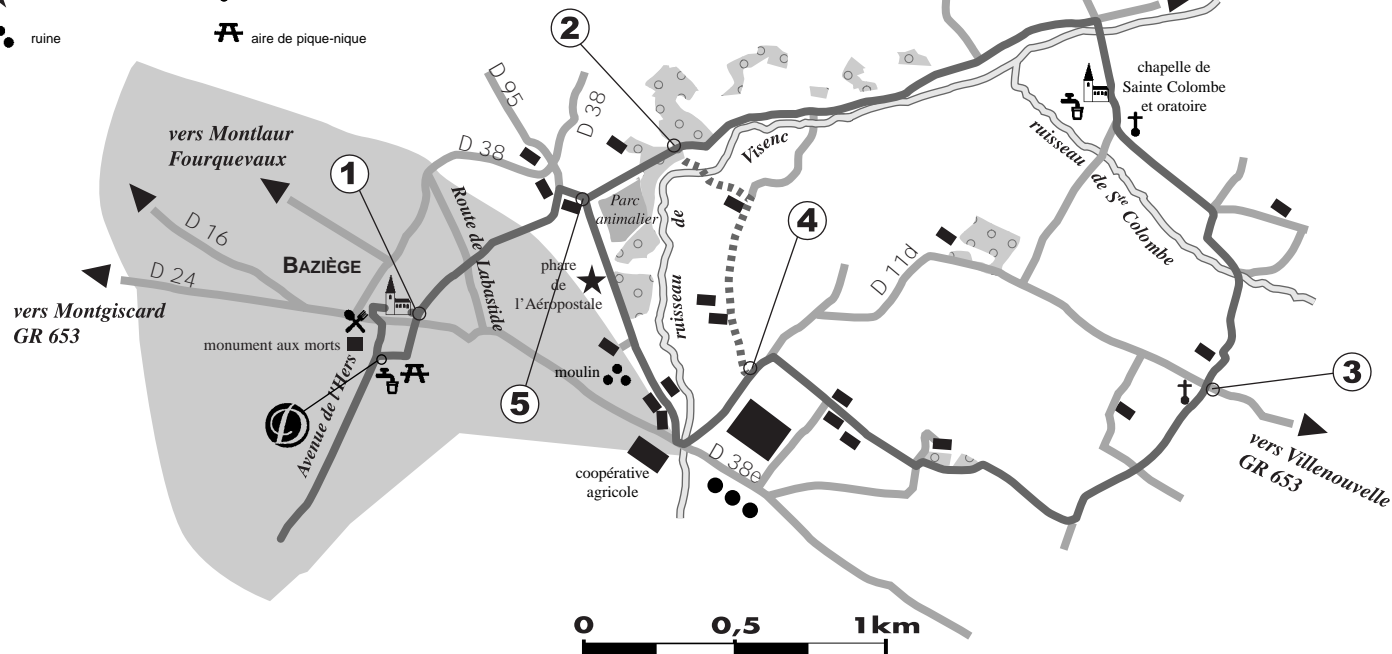 ruine
aire de pique-nique
2
D 95
D 38
D 38
vers Montlaur
Fourquevaux
1
D 16
D 24
BAZIÈGE
vers Montgiscard
GR 653
monument aux morts
Avenue de l'Hers
Route de Labastide
Parc
animalier
phare
de
l'Aéropostale
moulin
5
coopérative
agricole
ruisseau de Visenc
4
D 11d
D 38e
chapelle de
Sainte Colombe
et oratoire
ruisseau de Ste Colombe
3
vers Villenouvelle
GR 653
0 0,5 1km